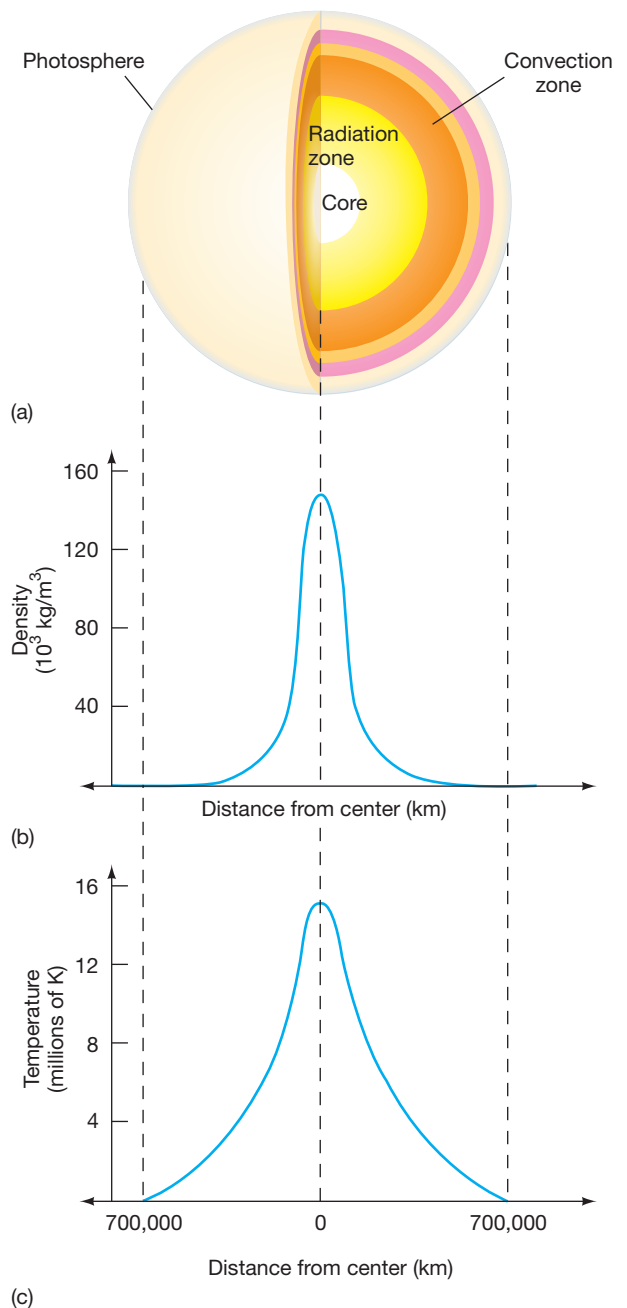 Photosphere
Convection
zone
Radiation
zone
Core
(a)
160
120
80
40
Density
(10³ kg/m³)
Distance from center (km)
(b)
16
12
8
4
Temperature
(millions of K)
700,000 0 700,000
Distance from center (km)
(c)